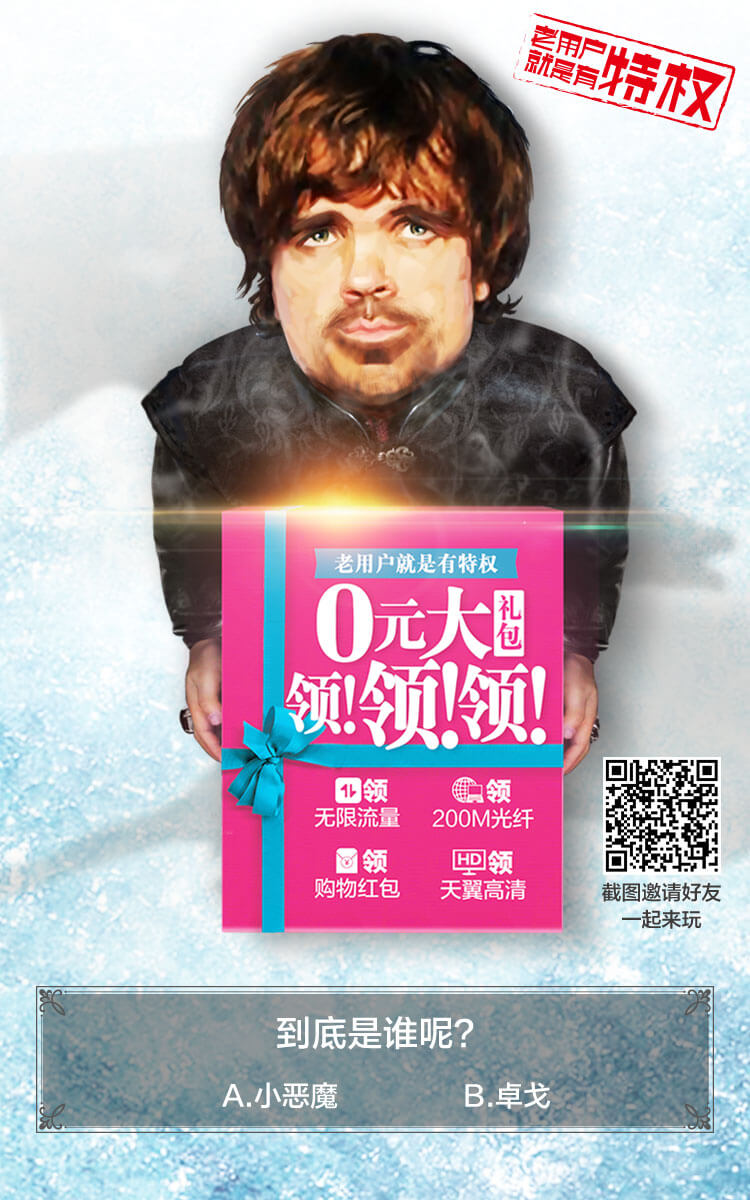 老用户
就是有特权
老用户就是有特权
0元大礼包
领!领!领!
领 领
无限流量 200M光纤
领 HD领
购物红包 天翼高清
截图邀请好友
一起来玩
到底是谁呢?
A.小恶魔 B.卓戈